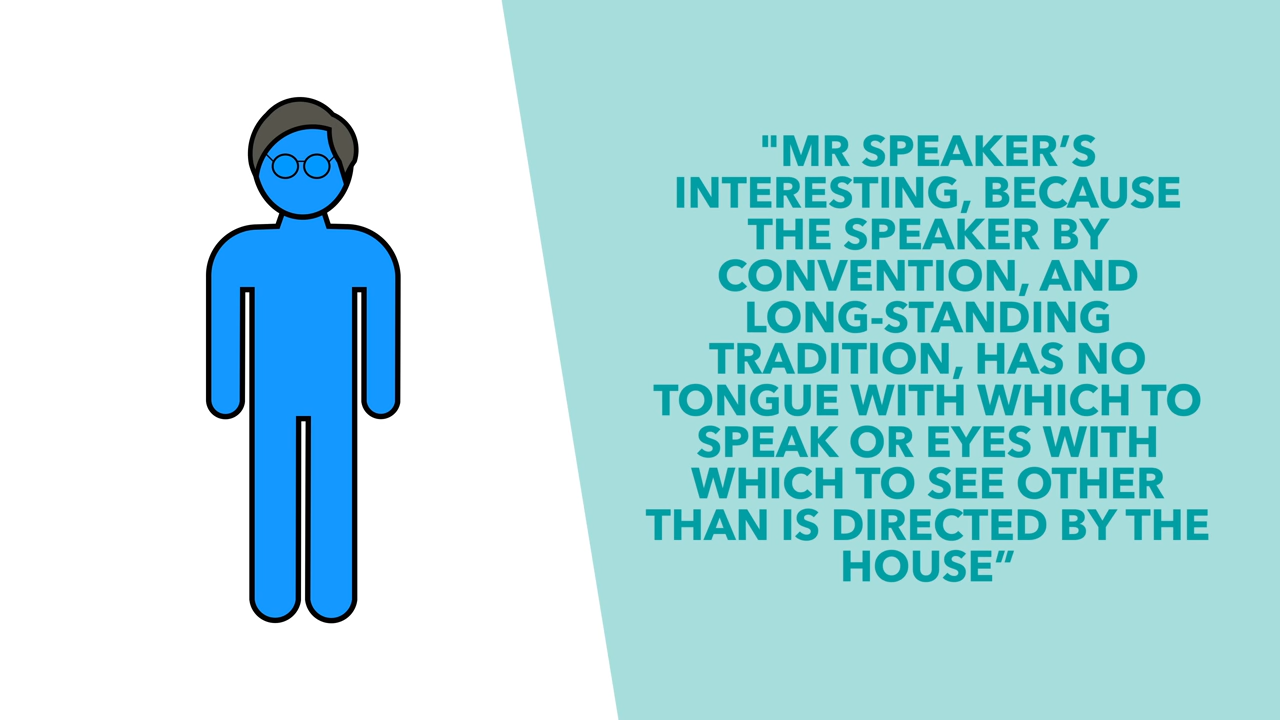 "MR SPEAKER’S
INTERESTING, BECAUSE
THE SPEAKER BY
CONVENTION, AND
LONG-STANDING
TRADITION, HAS NO
TONGUE WITH WHICH TO
SPEAK OR EYES WITH
WHICH TO SEE OTHER
THAN IS DIRECTED BY THE
HOUSE”